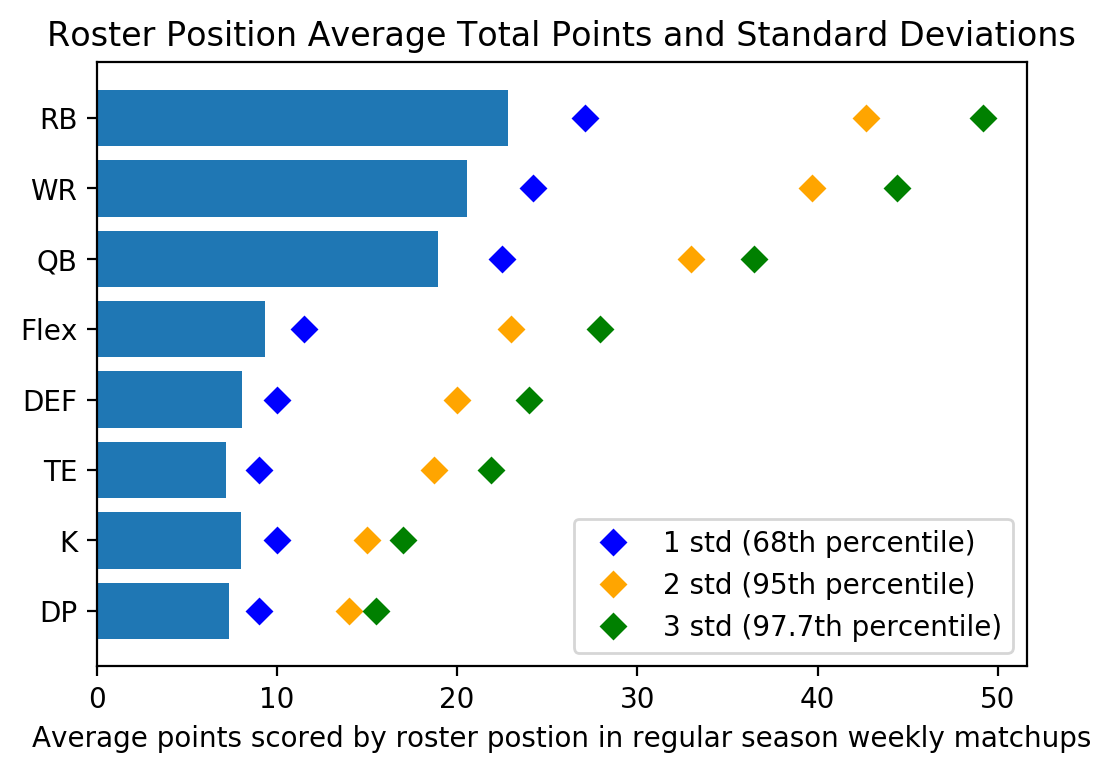 Roster Position Average Total Points and Standard Deviations
RB
WR
QB
Flex
DEF
TE
K
DP
1 std (68th percentile)
2 std (95th percentile)
3 std (97.7th percentile)
0 10 20 30 40 50
Average points scored by roster postion in regular season weekly matchups